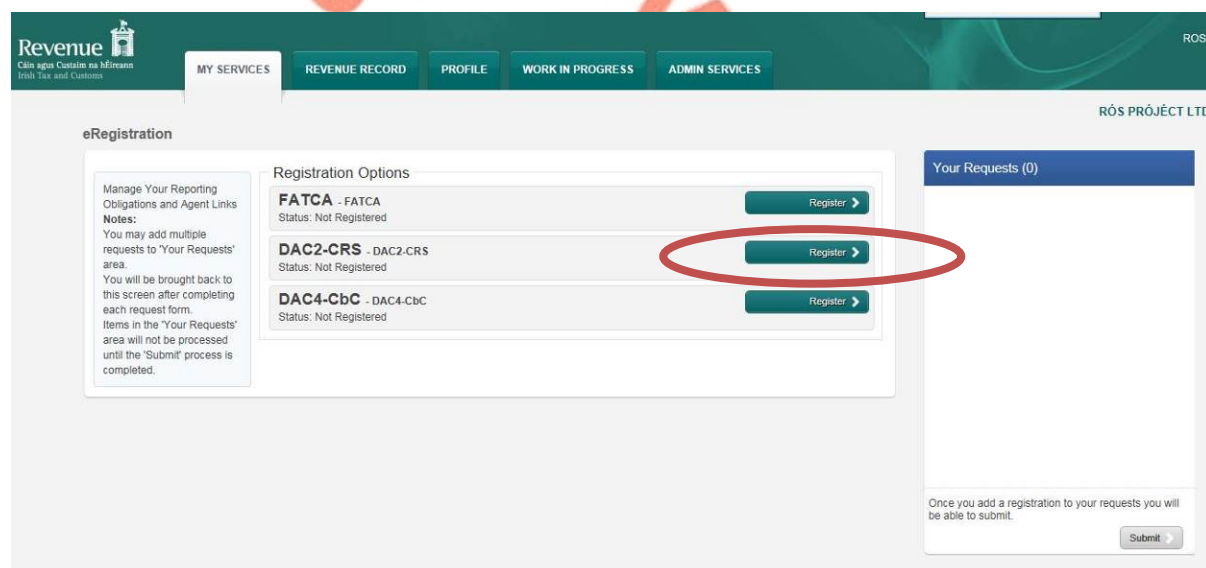 Revenue
Cáin agus Custaim na hÉireann
Irish Tax and Customs
MY SERVICES
REVENUE RECORD
PROFILE
WORK IN PROGRESS
ADMIN SERVICES
ROS
RÓS PRÓJÉCT LTD
eRegistration
Manage Your Reporting
Obligations and Agent Links
Notes:
You may add multiple
requests to 'Your Requests'
area.
You will be brought back to
this screen after completing
each request form.
Items in the 'Your Requests'
area will not be processed
until the 'Submit' process is
completed.
Registration Options
FATCA - FATCA
Status: Not Registered
Register
DAC2-CRS - DAC2-CRS
Status: Not Registered
Register
DAC4-CbC - DAC4-CbC
Status: Not Registered
Register
Your Requests (0)
Once you add a registration to your requests you will
be able to submit.
Submit